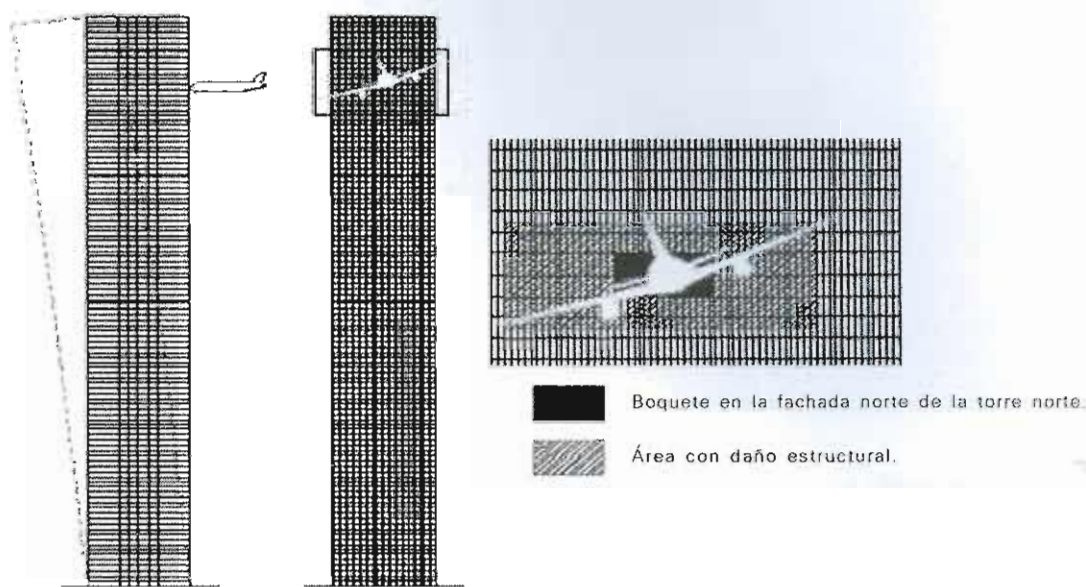 Boquete en la fachada norte de la torre norte.
Área con daño estructural.